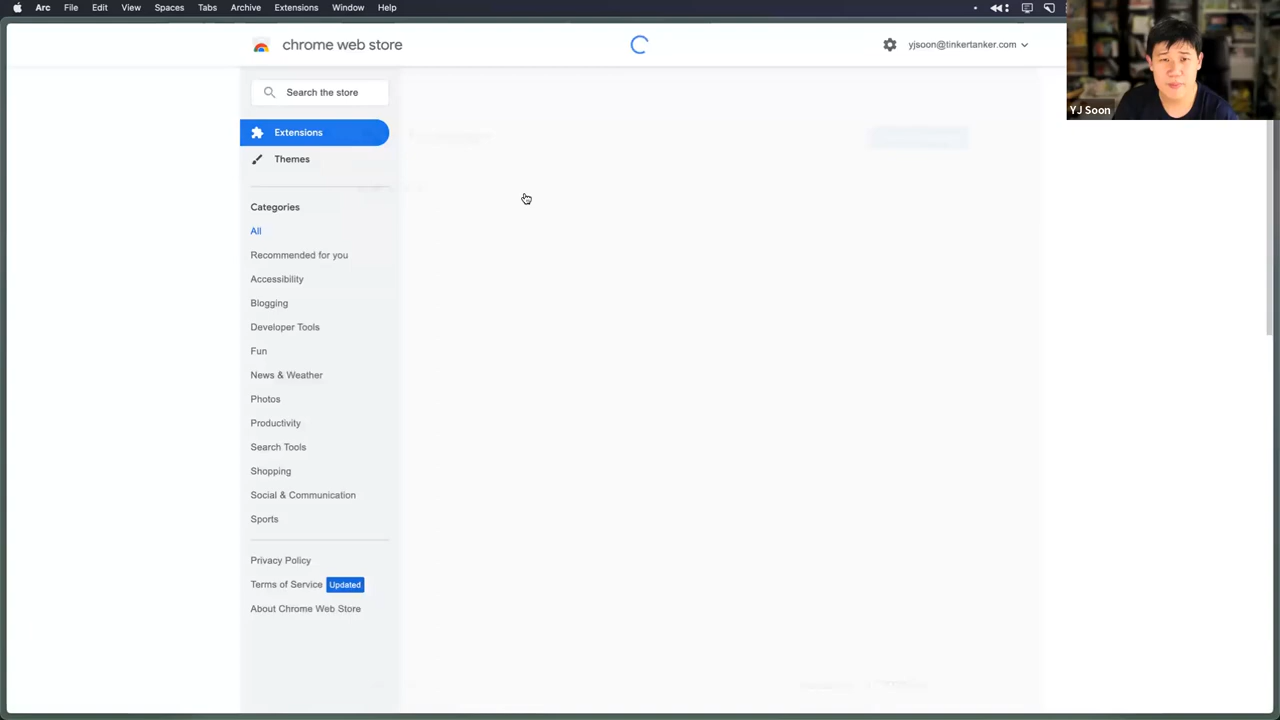 Arc File Edit View Spaces Tabs Archive Extensions Window Help
chrome web store
yjsoon@tinkertanker.com
YJ Soon
Search the store
Extensions
Themes
Categories
All
Recommended for you
Accessibility
Blogging
Developer Tools
Fun
News & Weather
Photos
Productivity
Search Tools
Shopping
Social & Communication
Sports
Privacy Policy
Terms of Service Updated
About Chrome Web Store